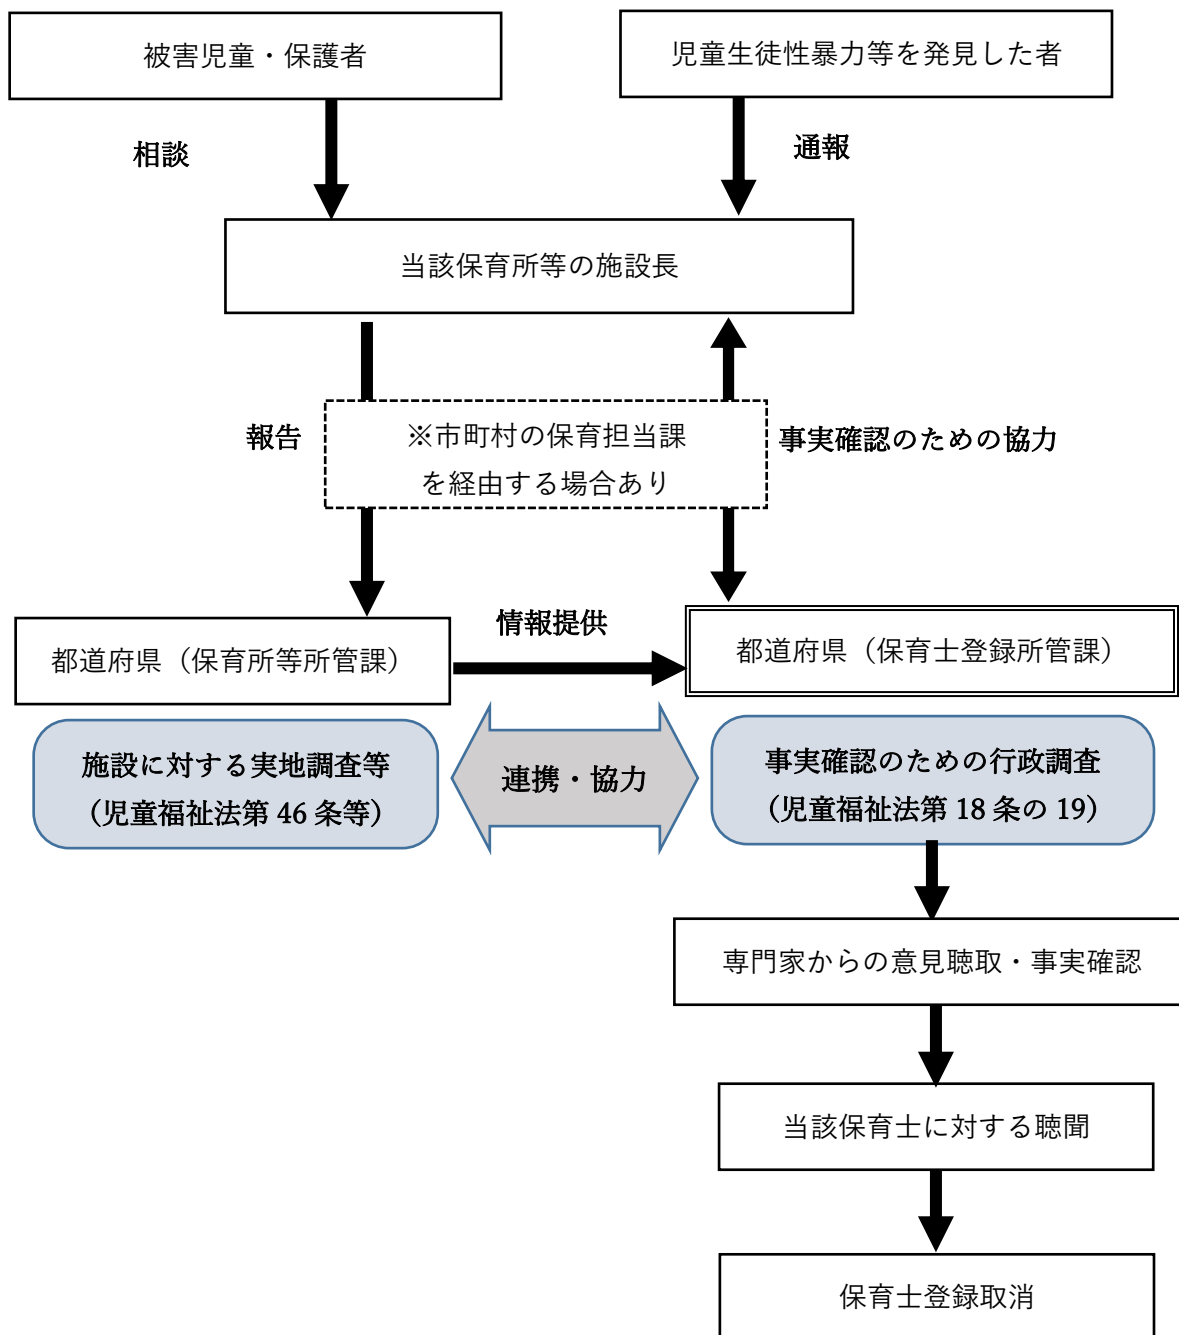 被害児童・保護者
児童生徒性暴力等を発見した者
相談
通報
当該保育所等の施設長
報告
※市町村の保育担当課
を経由する場合あり
事実確認のための協力
情報提供
都道府県（保育所等所管課）
都道府県（保育士登録所管課）
施設に対する実地調査等
（児童福祉法第 46 条等）
連携・協力
事実確認のための行政調査
（児童福祉法第 18 条の 19）
専門家からの意見聴取・事実確認
当該保育士に対する聴聞
保育士登録取消